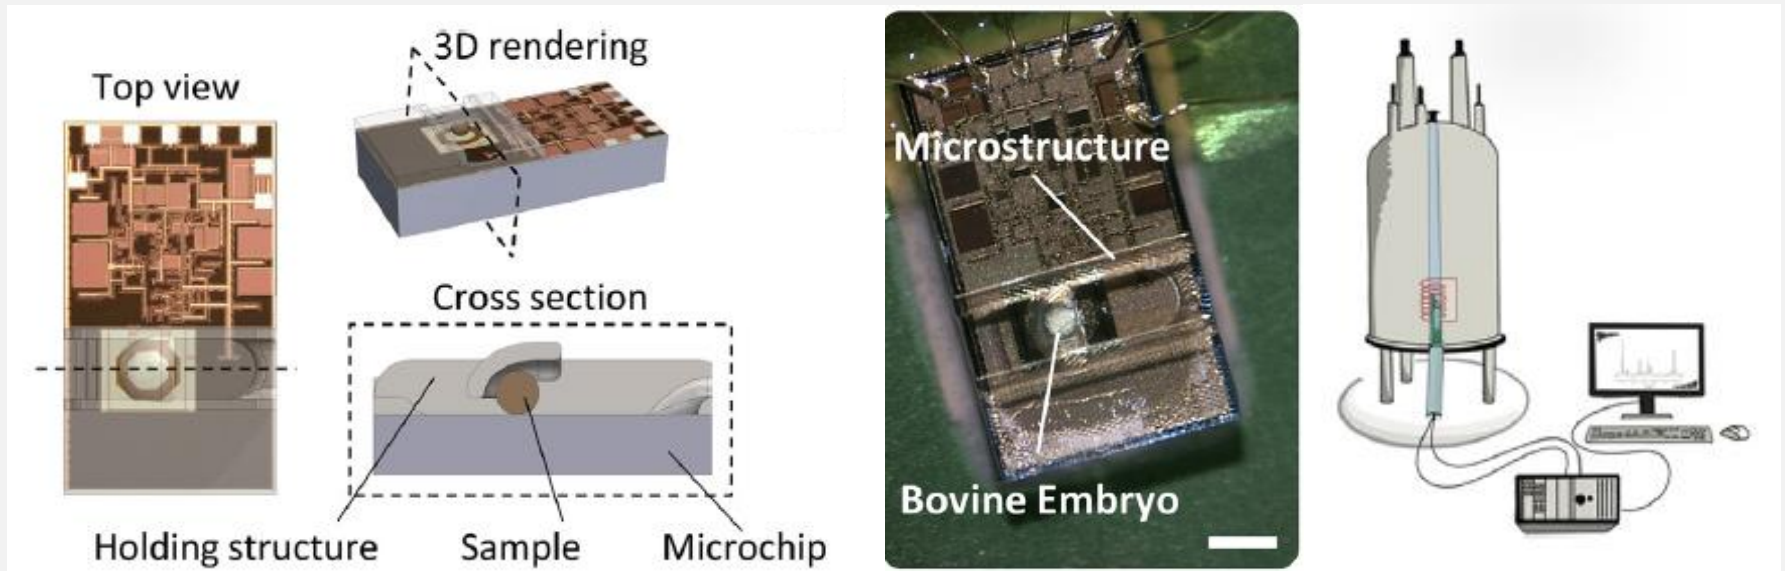 Top view
3D rendering
Cross section
Holding structure
Sample
Microchip
Microstructure
Bovine Embryo